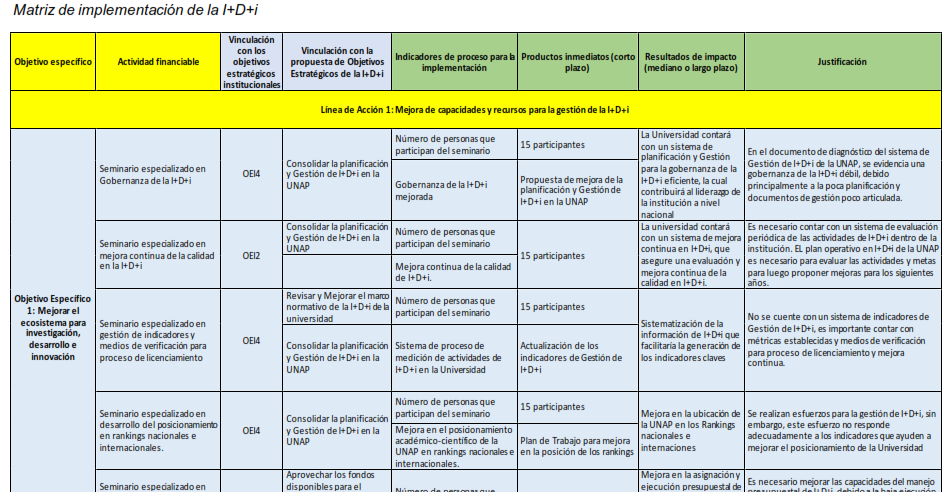 Matriz de implementación de la I+D+i
Objetivo específico
Actividad financiable
Vinculación con los
objetivos
estratégicos
institucionales
Vinculación con la
propuesta de Objetivos
Estratégicos de la I+D+i
Indicadores de proceso para la
implementación
Productos inmediatos (corto
plazo)
Resultados de impacto
(mediano o largo plazo)
Justificación
Línea de Acción 1: Mejora de capacidades y recursos para la gestión de la I+D+i
Objetivo Específico
1: Mejorar el
ecosistema para
investigación,
desarrollo e
innovación
Seminario especializado en
Gobernanza de la I+D+i
OEI4
Consolidar la planificación
y Gestión de I+D+i en la
UNAP
Número de personas que
participan del seminario
15 participantes
Gobernanza de la I+D+i
mejorada
Propuesta de mejora de la
planificación y Gestión de
I+D+i en la UNAP
La Universidad contará
con un sistema de
planificación y Gestión
para la gobernanza de la
I+D+i eficiente, la cual
contribuirá al liderazgo de
la institución a nivel
nacional
En el documento de diagnóstico del sistema de
Gestión de I+D+i de la UNAP, se evidencia una
gobernanza de la I+D+i débil, debido
principalmente a la poca planificación y
documentos de gestión poco articulada.
Seminario especializado en
mejora continua de la calidad
en la I+D+i
OEI2
Consolidar la planificación
y Gestión de I+D+i en la
UNAP
Número de personas que
participan del seminario
Mejora continua de la calidad
de I+D+i.
15 participantes
La universidad contará
con un sistema de mejora
continua en I+D+i, que
asegure una evaluación y
mejora continua de la
calidad en I+D+i.
Es necesario contar con un sistema de evaluación
periódica de las actividades de I+D+i dentro de la
institución. EL plan operativo en I+D+i de la UNAP
es necesario para evaluar las actividades y metas
para luego proponer mejoras para los siguientes
años.
Seminario especializado en
gestión de indicadores y
medios de verificación para
proceso de licenciamiento
OEI4
Revisar y Mejorar el marco
normativo de la I+D+i de la
universidad
Consolidar la planificación
y Gestión de I+D+i en la
UNAP
Número de personas que
participan del seminario
15 participantes
Sistema de proceso de
medición de actividades de
I+D+i en la Universidad
Actualización de los
indicadores de Gestión de
I+D+i
Sistematización de la
información de I+D+i que
facilitaría la generación de
los indicadores claves
No se cuente con un sistema de indicadores de
Gestión de I+D+i, es importante contar con
métricas establecidas y medios de verificación
para proceso de licenciamiento y mejora
continua.
Seminario especializado en
desarrollo del posicionamiento
en rankings nacionales e
internacionales.
OEI4
Consolidar la planificación
y Gestión de I+D+i en la
UNAP
Número de personas que
participan del seminario
15 participantes
Mejora en el posicionamiento
académico-científico de la
UNAP en rankings nacionales e
internacionales.
Plan de Trabajo para mejora
en la posición de los rankings
Mejora en la ubicación de
la UNAP en los Rankings
nacionales e
internaciones
Se realizan esfuerzos para la gestión de I+D+i, sin
embargo, este esfuerzo no responde
adecuadamente a los indicadores que ayuden a
mejorar el posicionamiento de la Universidad
Seminario especializado en
Aprovechar los fondos
disponibles para el
Número de personas que
Mejora en la asignación y
ejecución presupuestal de
Es necesario mejorar las capacidades del manejo
presupuestal de I+D+i, debido a la baja ejecución